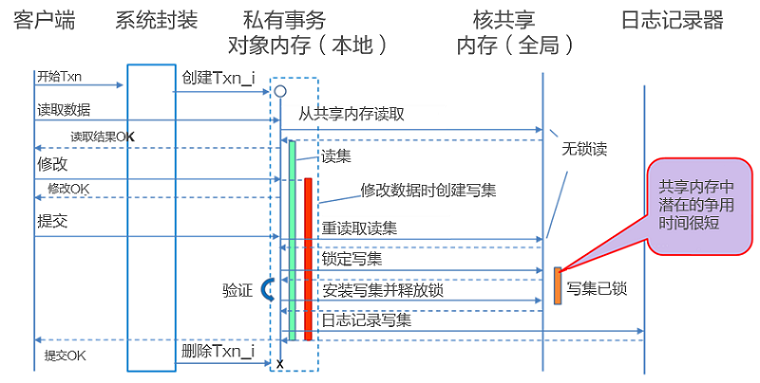 客户端
系统封装
私有事务
对象内存（本地）
核共享
内存（全局）
日志记录器
开始Txn
创建Txn_i
读取数据
从共享内存读取
读取结果OK
读集
无锁读
修改
修改OK
修改数据时创建写集
共享内存中
潜在的争用
时间很短
提交
重读取读集
锁定写集
验证
安装写集并释放锁
写集已锁
日志记录写集
提交OK
删除Txn_i
x